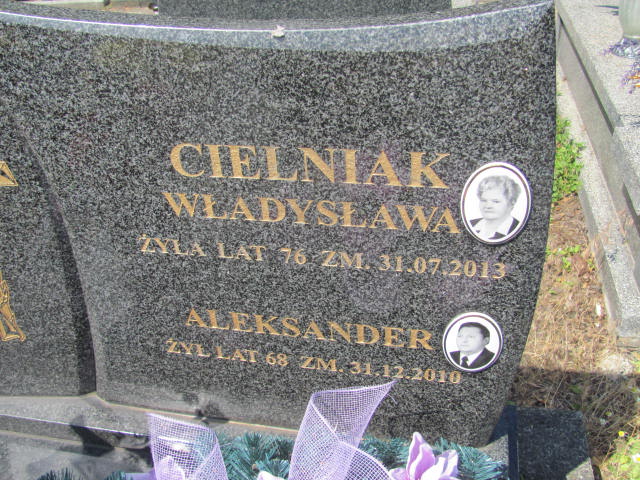 CIELNIAK
WŁADYSŁAWA
ŻYŁA LAT 76 ZM. 31.07.2013
ALEKSANDER
ŻYŁ LAT 68 ZM. 31.12.2010